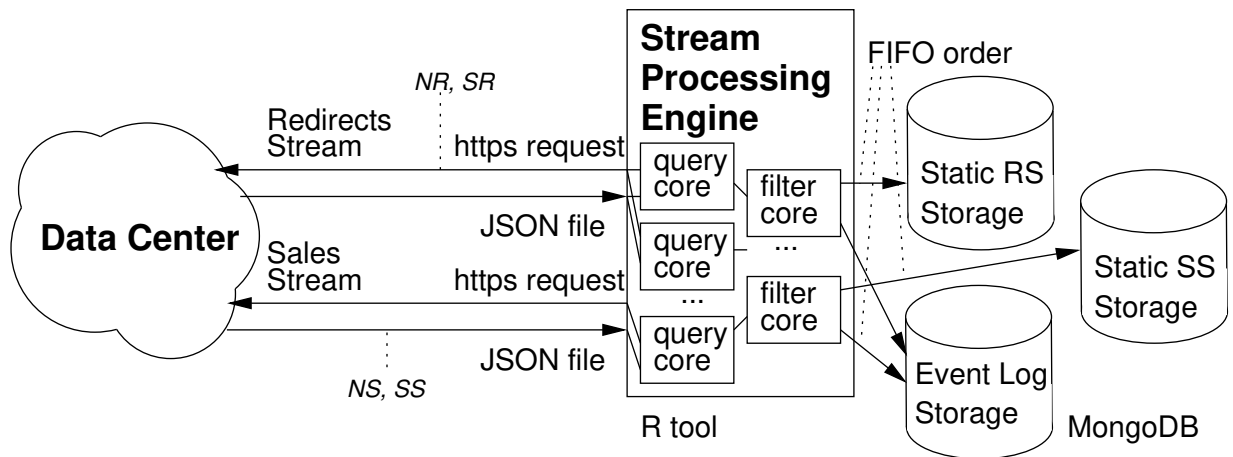 Stream
Processing
Engine
FIFO order
NR, SR
Redirects
Stream
https request
query
core
filter
core
Static RS
Storage
Data Center
JSON file
query
core
...
Static SS
Storage
Sales
Stream
https request
...
filter
core
JSON file
query
core
Event Log
Storage
NS, SS
R tool
MongoDB